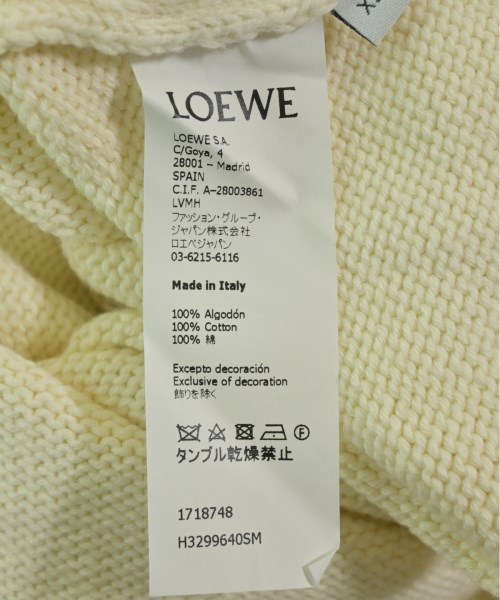 LOEWE
LOEWE S.A.
C/Goya, 4
28001 – Madrid
SPAIN
C.I.F. A–28003861
LVMH
ファッション・グループ・
ジャパン株式会社
ロエベジャパン
03-6215-6116
Made in Italy
100% Algodón
100% Cotton
100% 綿
Excepto decoración
Exclusive of decoration
飾りを除く
F
タンブル乾燥禁止
1718748
H3299640SM